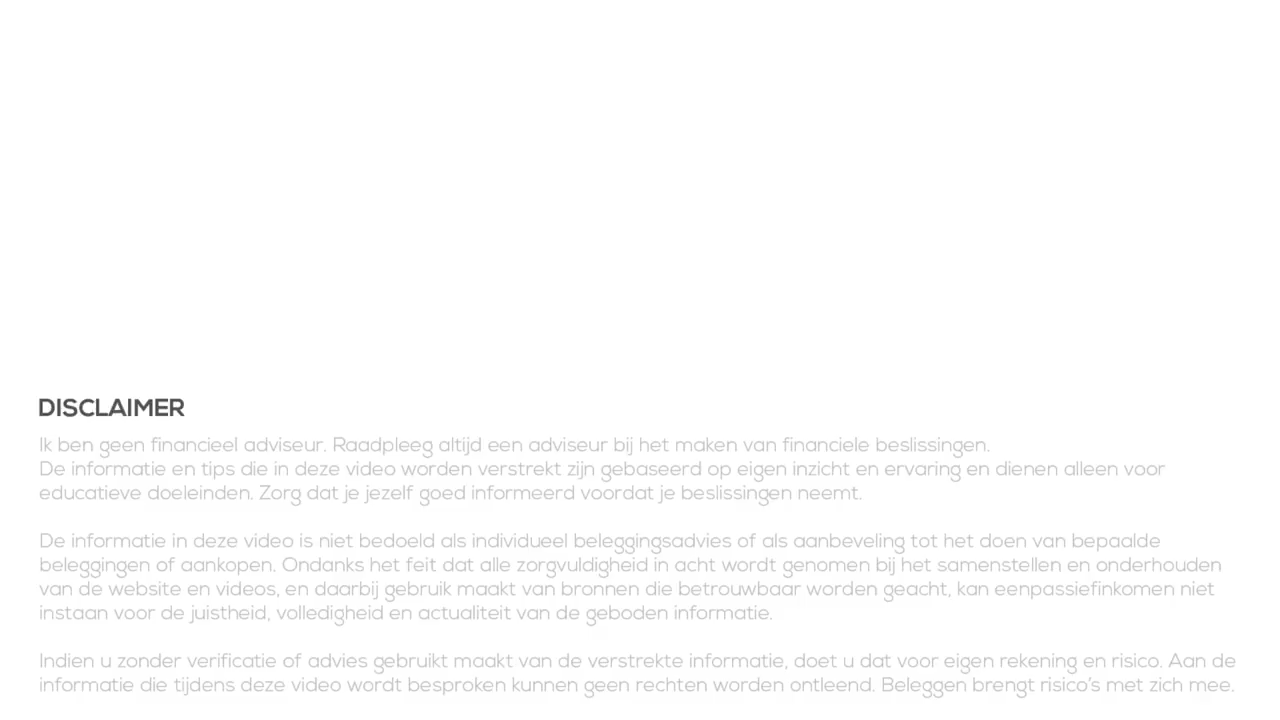 DISCLAIMER
Ik ben geen financieel adviseur. Raadpleeg altijd een adviseur bij het maken van financiele beslissingen.
De informatie en tips die in deze video worden verstrekt zijn gebaseerd op eigen inzicht en ervaring en dienen alleen voor
educatieve doeleinden. Zorg dat je jezelf goed informeerd voordat je beslissingen neemt.
De informatie in deze video is niet bedoeld als individueel beleggingsadvies of als aanbeveling tot het doen van bepaalde
beleggingen of aankopen. Ondanks het feit dat alle zorgvuldigheid in acht wordt genomen bij het samenstellen en onderhouden
van de website en videos, en daarbij gebruik maakt van bronnen die betrouwbaar worden geacht, kan eenpassiefinkomen niet
instaan voor de juistheid, volledigheid en actualiteit van de geboden informatie.
Indien u zonder verificatie of advies gebruikt maakt van de verstrekte informatie, doet u dat voor eigen rekening en risico. Aan de
informatie die tijdens deze video wordt besproken kunnen geen rechten worden ontleend. Beleggen brengt risico's met zich mee.